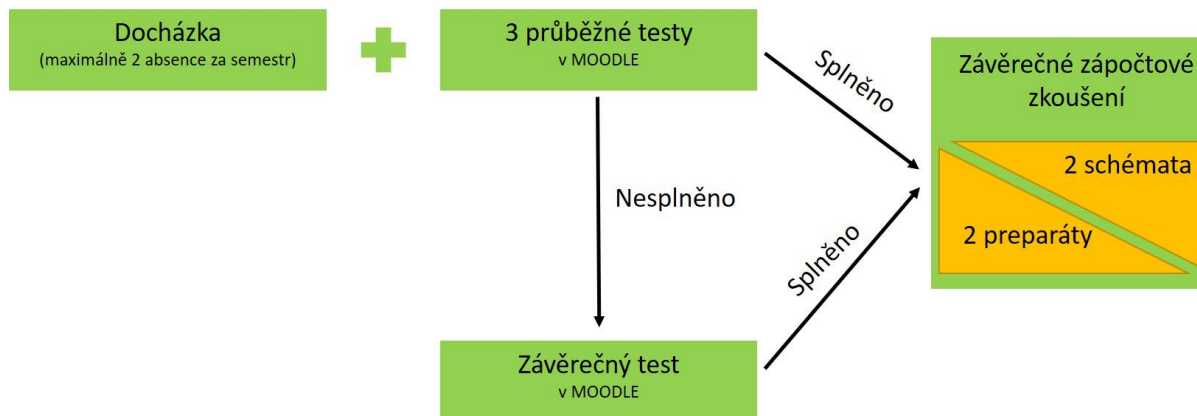 Docházka
(maximálně 2 absence za semestr)
3 průběžné testy
v MOODLE
Splněno
Závěrečné zápočtové
zkoušení
2 schémata
2 preparáty
Nesplněno
Splněno
Závěrečný test
v MOODLE